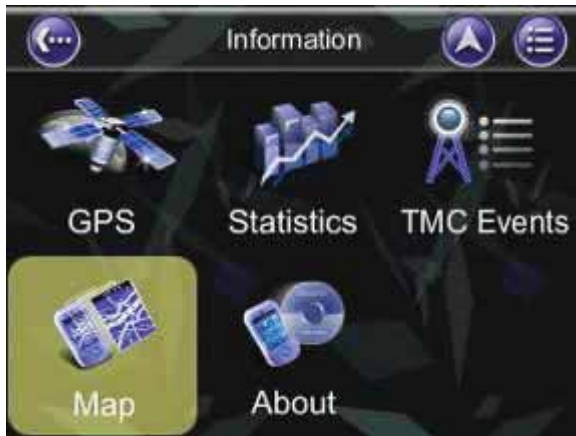 Information
GPS
Statistics
TMC Events
Map
About